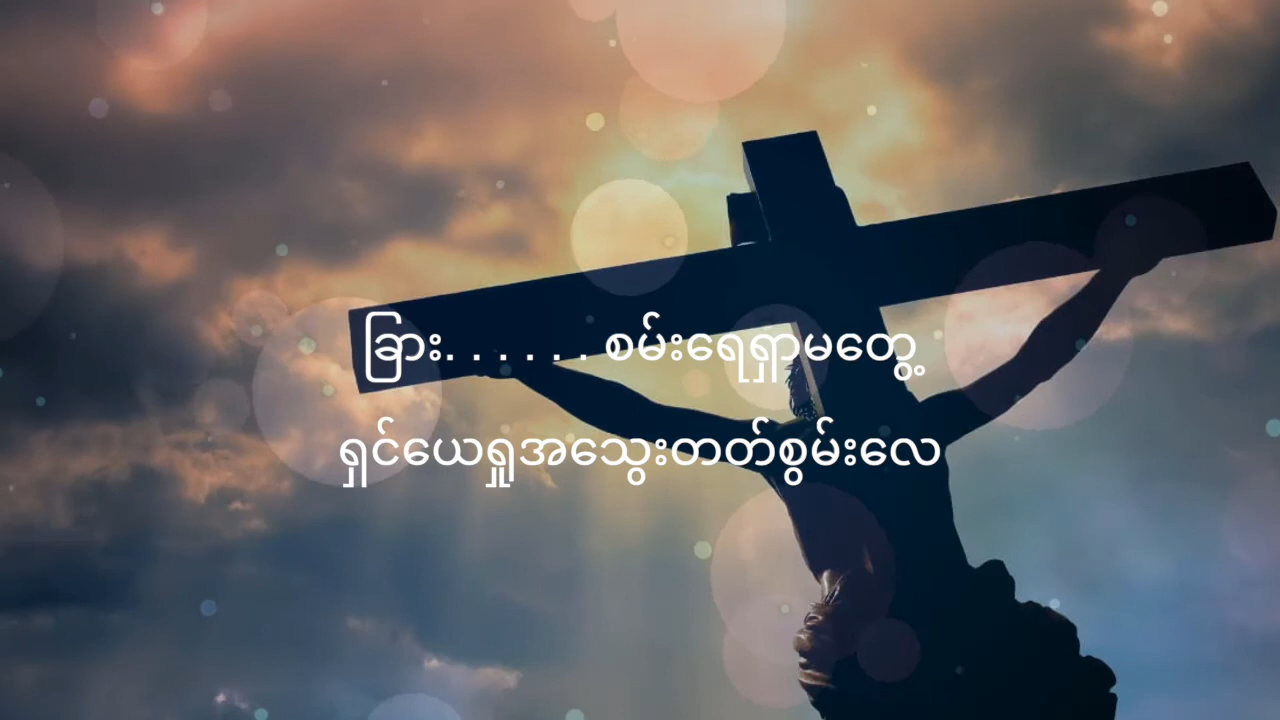 ခြား. . . . . . စမ်းရေရှာမတွေ့
ရှင်ယေရှုအသွေးတတ်စွမ်းလေ